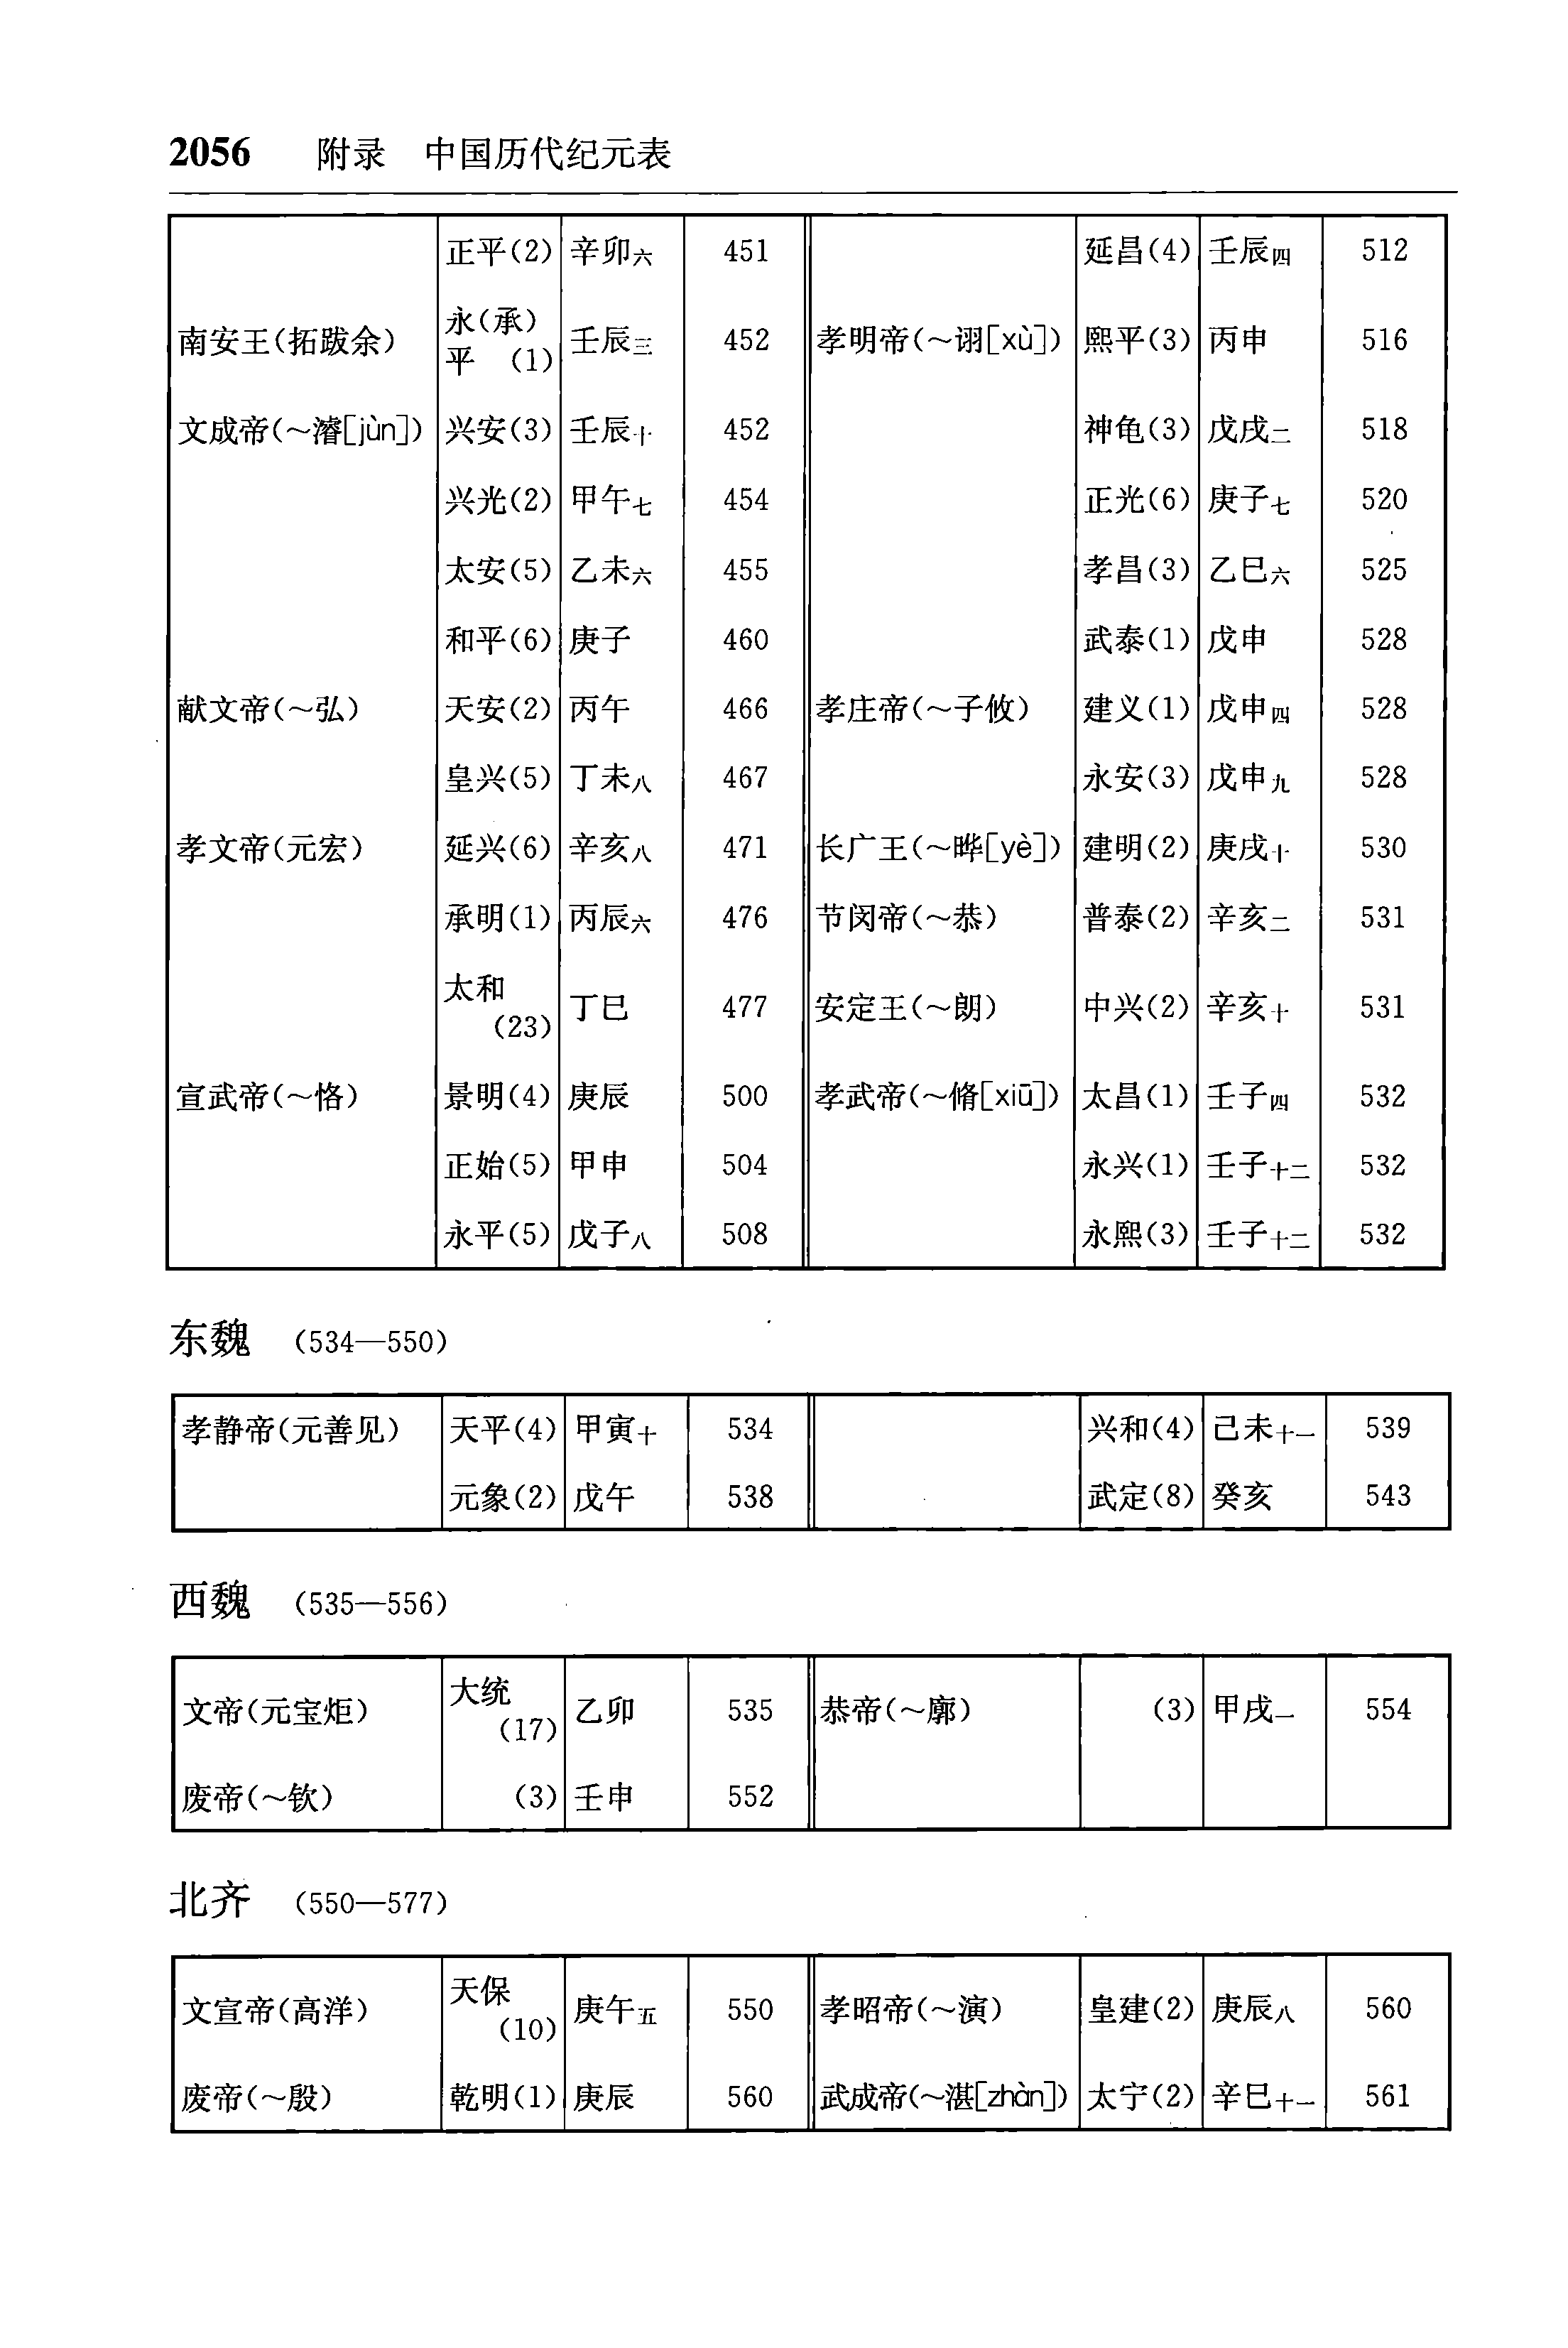 2056 附录 中国历代纪元表
正平(2) 辛卯六 451 延昌(4) 壬辰四 512
南安王(拓跋余) 永(承)平 (1) 壬辰三 452 孝明帝(~诩[xù]) 熙平(3) 丙申 516
文成帝(~濬[jùn]) 兴安(3) 壬辰十 452 神龟(3) 戊戌二 518
兴光(2) 甲午七 454 正光(6) 庚子七 520
太安(5) 乙未六 455 孝昌(3) 乙巳六 525
和平(6) 庚子 460 武泰(1) 戊申 528
献文帝(~弘) 天安(2) 丙午 466 孝庄帝(~子攸) 建义(1) 戊申四 528
皇兴(5) 丁未八 467 永安(3) 戊申九 528
孝文帝(元宏) 延兴(6) 辛亥八 471 长广王(~晔[yè]) 建明(2) 庚戌十 530
承明(1) 丙辰六 476 节闵帝(~恭) 普泰(2) 辛亥二 531
太和(23) 丁巳 477 安定王(~朗) 中兴(2) 辛亥十 531
宣武帝(~恪) 景明(4) 庚辰 500 孝武帝(~脩[xiū]) 太昌(1) 壬子四 532
正始(5) 甲申 504 永兴(1) 壬子十二 532
永平(5) 戊子八 508 永熙(3) 壬子十二 532
东魏 (534—550)
孝静帝(元善见) 天平(4) 甲寅十 534 兴和(4) 己未十一 539
元象(2) 戊午 538 武定(8) 癸亥 543
西魏 (535—556)
文帝(元宝炬) 大统(17) 乙卯 535 恭帝(~廓) (3) 甲戌一 554
废帝(~钦) (3) 壬申 552
北齐 (550—577)
文宣帝(高洋) 天保(10) 庚午五 550 孝昭帝(~演) 皇建(2) 庚辰八 560
废帝(~殷) 乾明(1) 庚辰 560 武成帝(~湛[zhàn]) 太宁(2) 辛巳十一 561